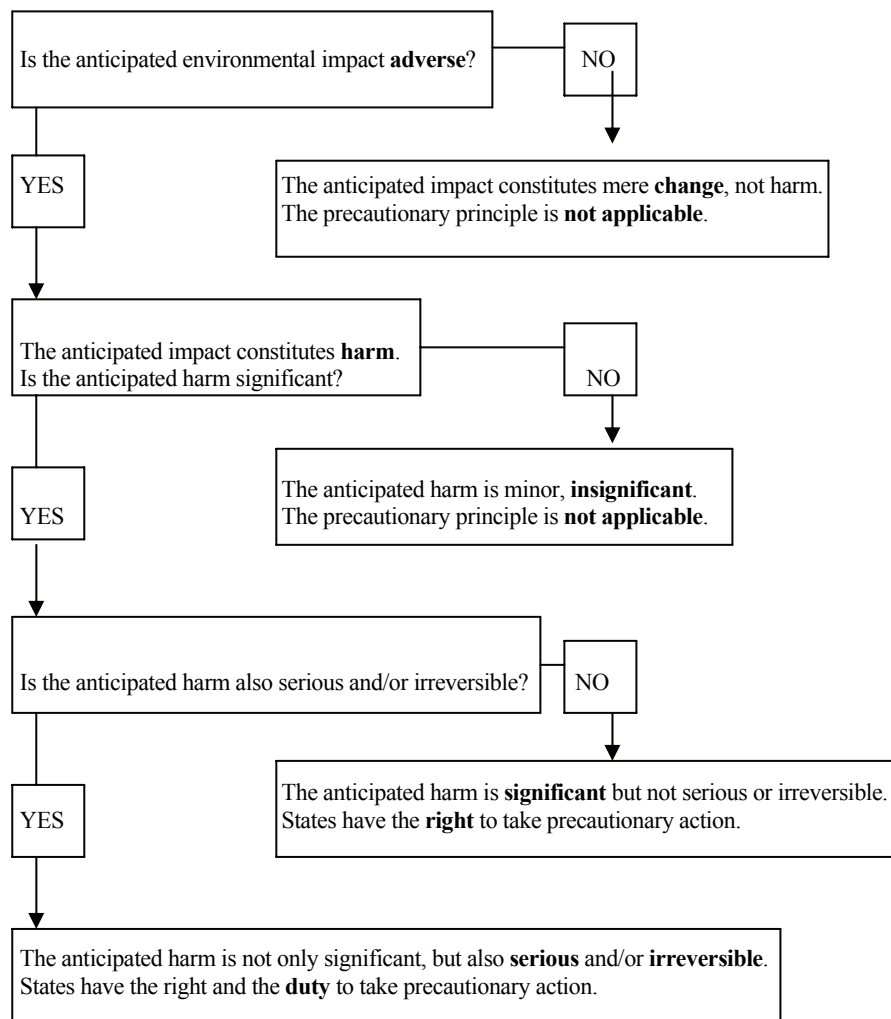 Is the anticipated environmental impact adverse?
NO
YES
The anticipated impact constitutes mere change, not harm.
The precautionary principle is not applicable.
The anticipated impact constitutes harm.
Is the anticipated harm significant?
NO
YES
The anticipated harm is minor, insignificant.
The precautionary principle is not applicable.
Is the anticipated harm also serious and/or irreversible?
NO
YES
The anticipated harm is significant but not serious or irreversible.
States have the right to take precautionary action.
The anticipated harm is not only significant, but also serious and/or irreversible.
States have the right and the duty to take precautionary action.